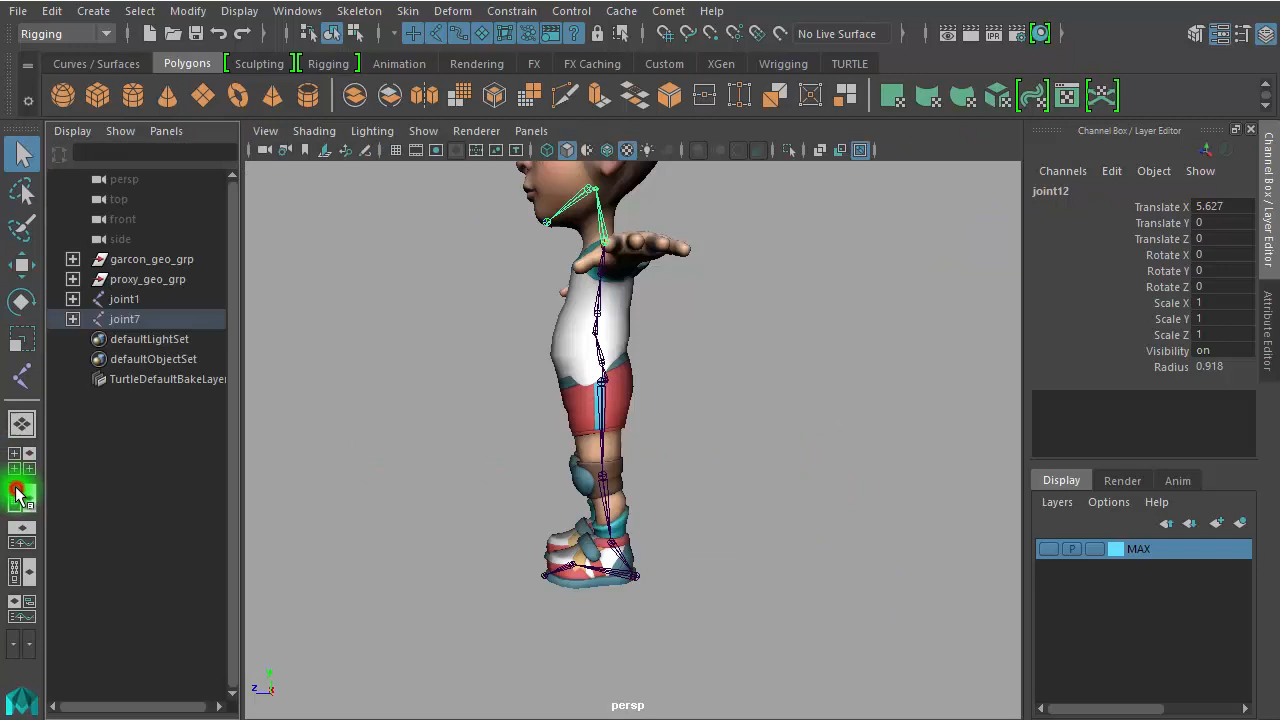 File Edit Create Select Modify Display Windows Skeleton Skin Deform Constrain Control Cache Comet Help
Rigging No Live Surface
Curves / Surfaces Polygons Sculpting Rigging Animation Rendering FX FX Caching Custom XGen Wrigging TURTLE
Display Show Panels
View Shading Lighting Show Renderer Panels
Channel Box / Layer Editor
persp
top
front
side
garcon_geo_grp
proxy_geo_grp
joint1
joint7
defaultLightSet
defaultObjectSet
TurtleDefaultBakeLayer
persp
Channels Edit Object Show
joint12
Translate X 5.627
Translate Y 0
Translate Z 0
Rotate X 0
Rotate Y 0
Rotate Z 0
Scale X 1
Scale Y 1
Scale Z 1
Visibility on
Radius 0.918
Display Render Anim
Layers Options Help
P MAX
Channel Box / Layer Editor
Attribute Editor